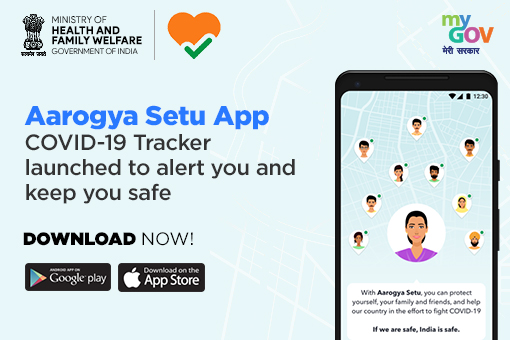 MINISTRY OF
HEALTH AND
FAMILY WELFARE
GOVERNMENT OF INDIA
सत्यमेव जयते
my
GOV
मेरी सरकार
Aarogya Setu App
COVID-19 Tracker
launched to alert you and
keep you safe
DOWNLOAD NOW!
ANDROID APP ON
Google play
Download on the
App Store
12:30
With Aarogya Setu, you can protect
yourself, your family and friends, and help
our country in the effort to fight COVID-19
If we are safe, India is safe.